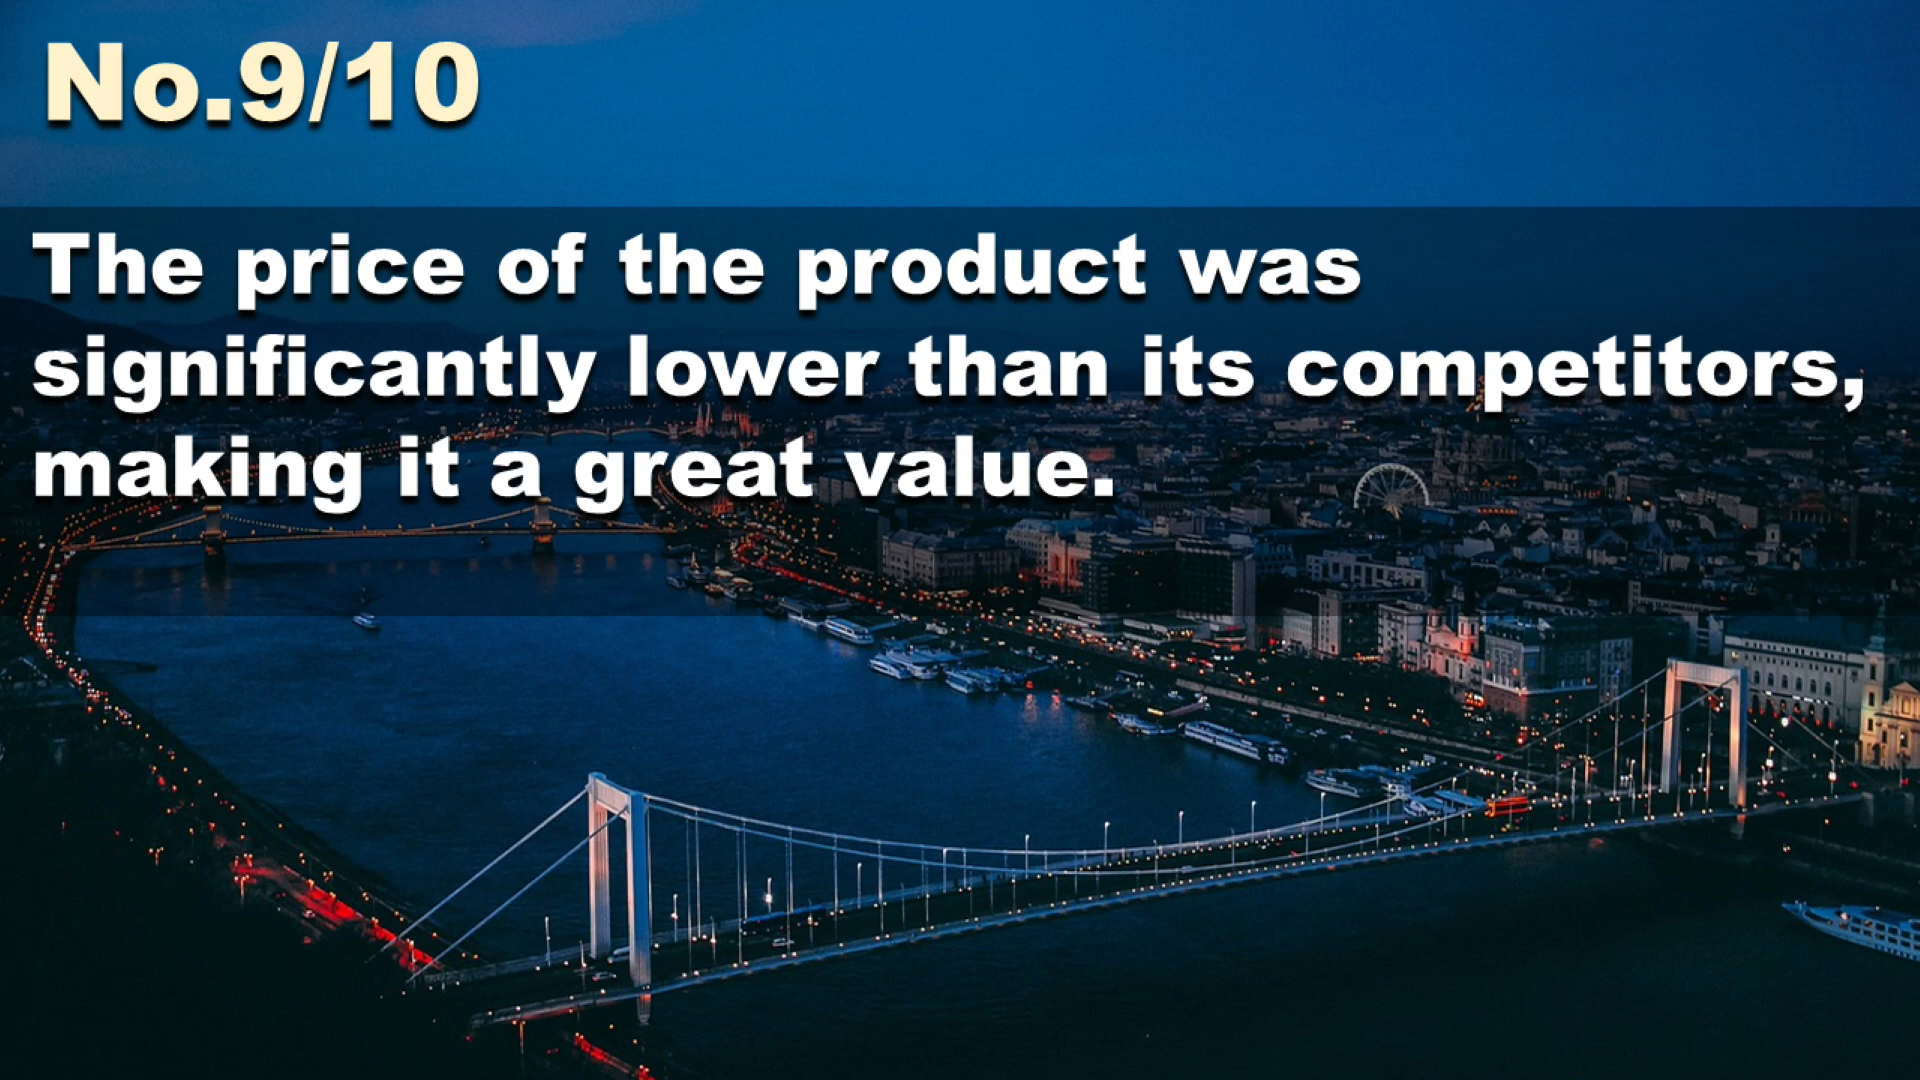 No.9/10
The price of the product was
significantly lower than its competitors,
making it a great value.